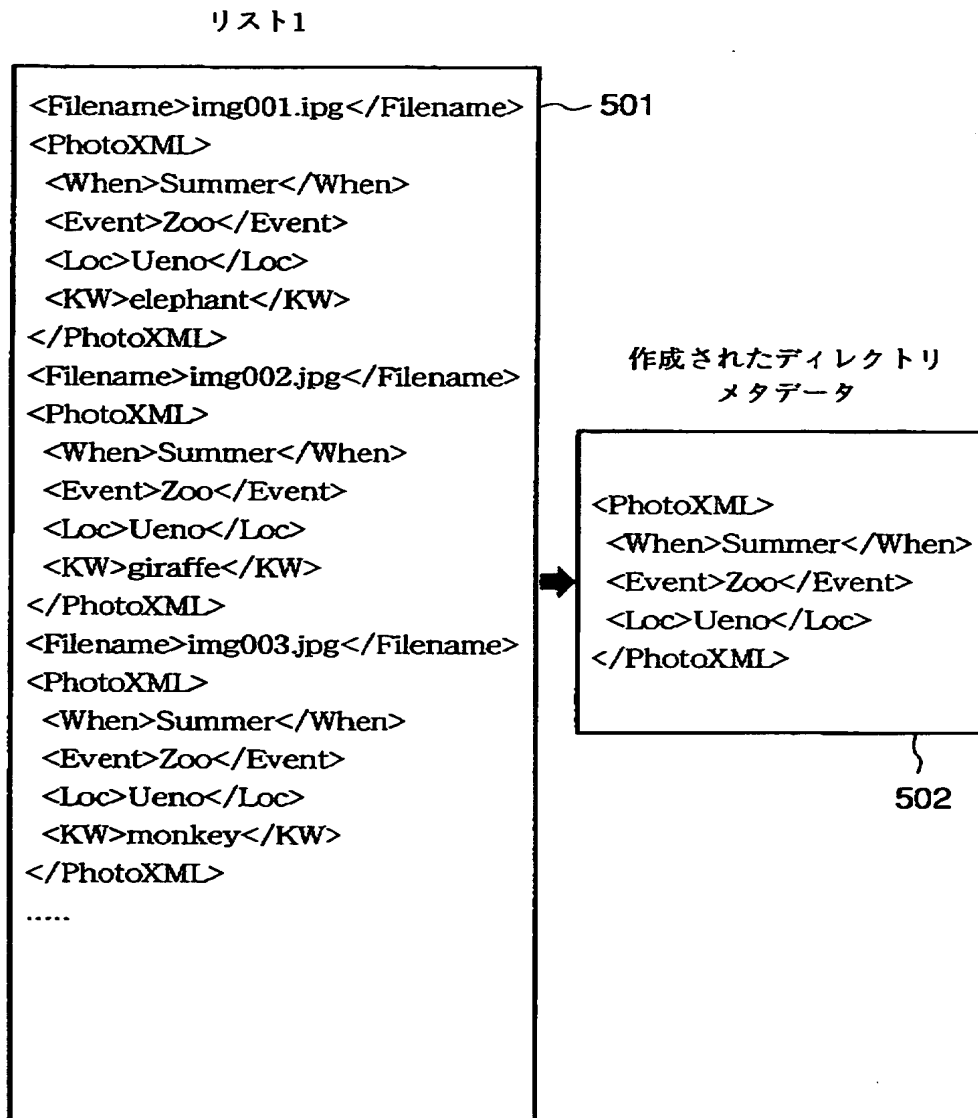 リスト1
<Filename>img001.ipg</Filename>
501
<PhotoXML>
<When>Summer</When>
<Event>Zoo</Event>
<Loc>Ueno</Loc>
<KW>elephant</KW>
</PhotoXML>
<Filename>img002.jpg</Filename>
<PhotoXML>
<When>Summer</When>
<Event>Zoo</Event>
<Loc>Ueno</Loc>
<KW>giraffe</KW>
</PhotoXML>
<Filename>img003.jpg</Filename>
<PhotoXML>
<When>Summer</When>
<Event>Zoo</Event>
<Loc>Ueno</Loc>
<KW>monkey</KW>
</PhotoXML>
.....
作成されたディレクトリ
メタデータ
<PhotoXML>
<When>Summer</When>
<Event>Zoo</Event>
<Loc>Ueno</Loc>
</PhotoXML>
502